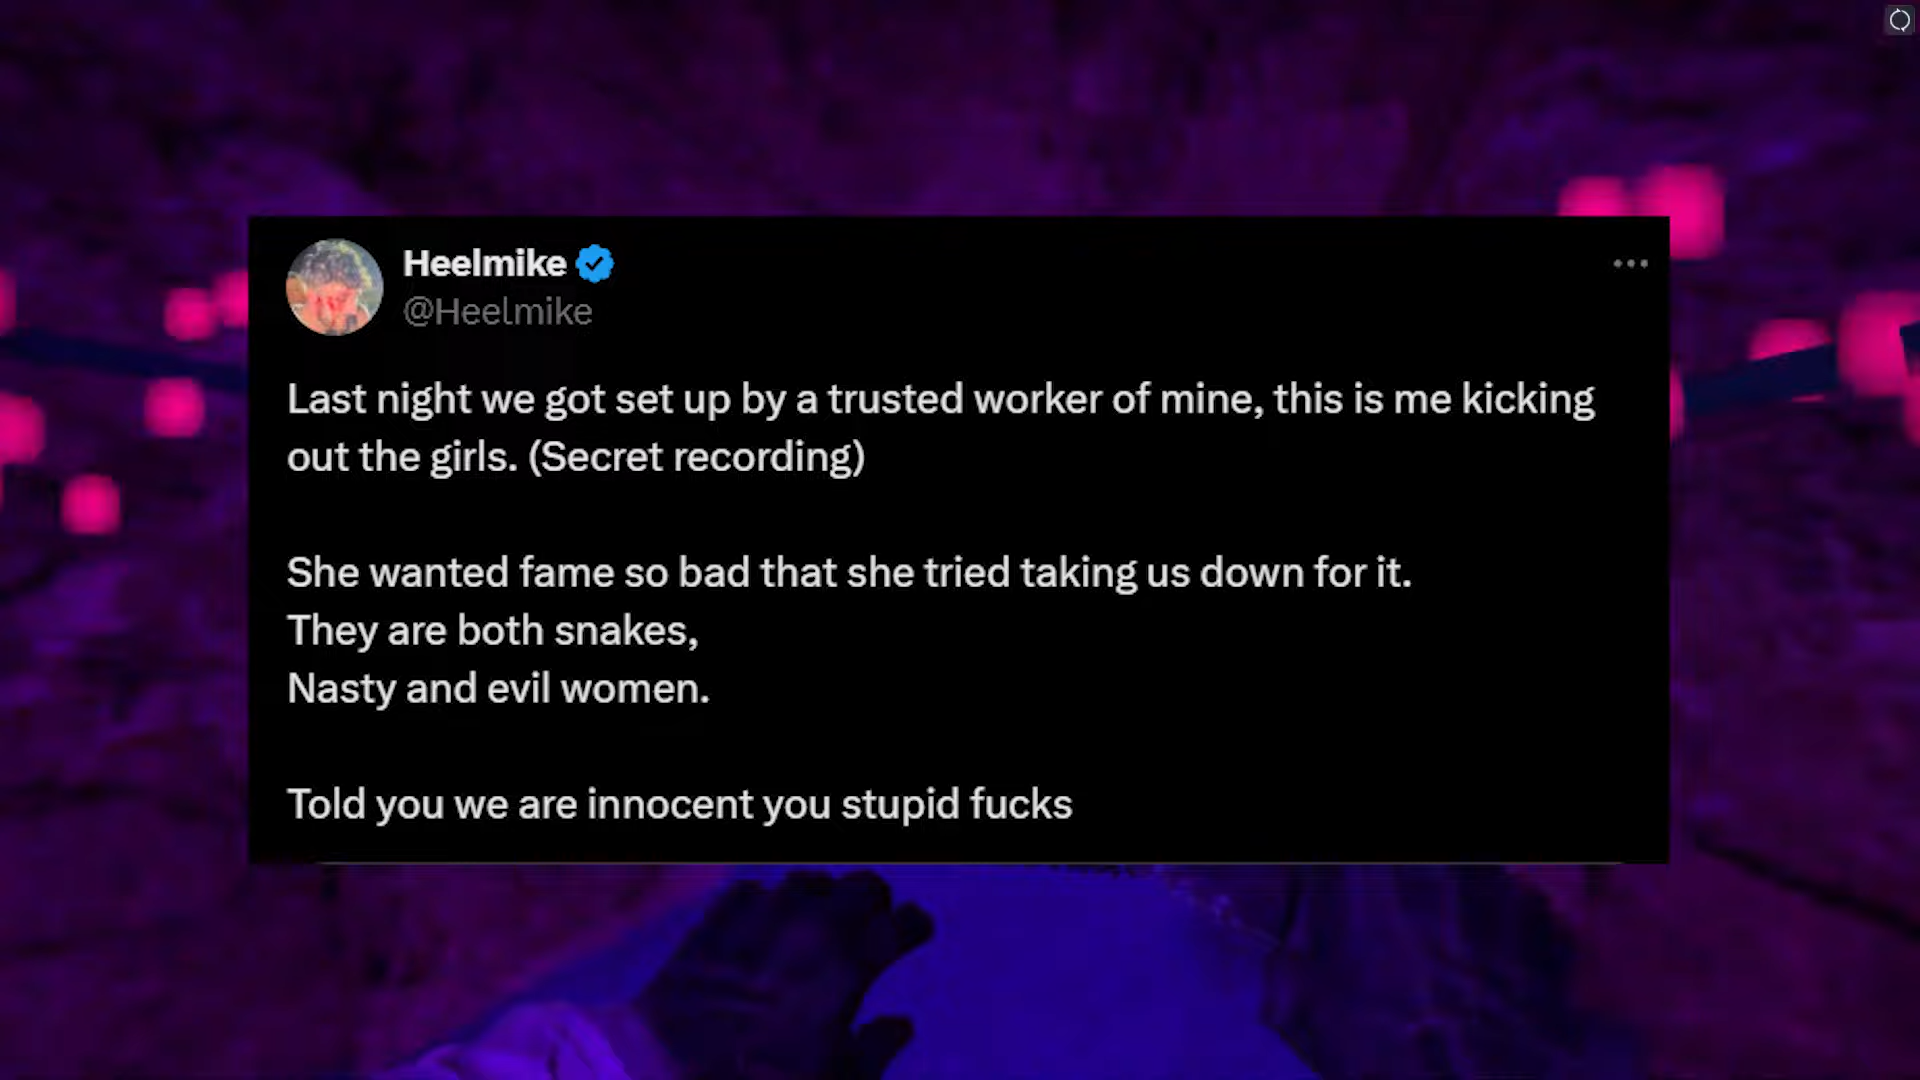 Heelmike
@Heelmike
Last night we got set up by a trusted worker of mine, this is me kicking
out the girls. (Secret recording)
She wanted fame so bad that she tried taking us down for it.
They are both snakes,
Nasty and evil women.
Told you we are innocent you stupid fucks